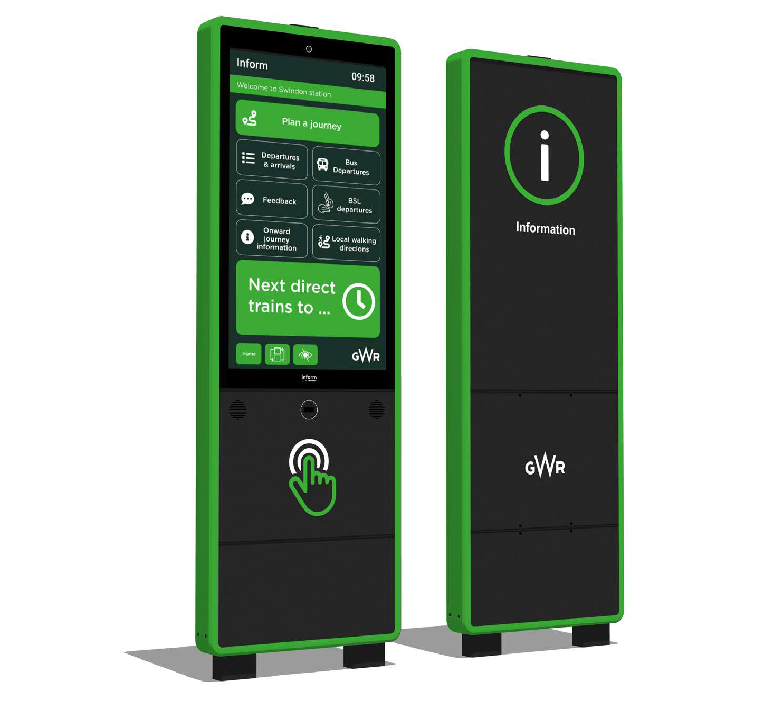 Inform
09:58
Welcome to Swindon station
Plan a journey
Departures
& arrivals
Bus
Departures
Feedback
BSL
departures
Onward
journey
information
Local walking
direcions
Next direct
trains to ...
Home
GWR
inform
i
Information
GWR